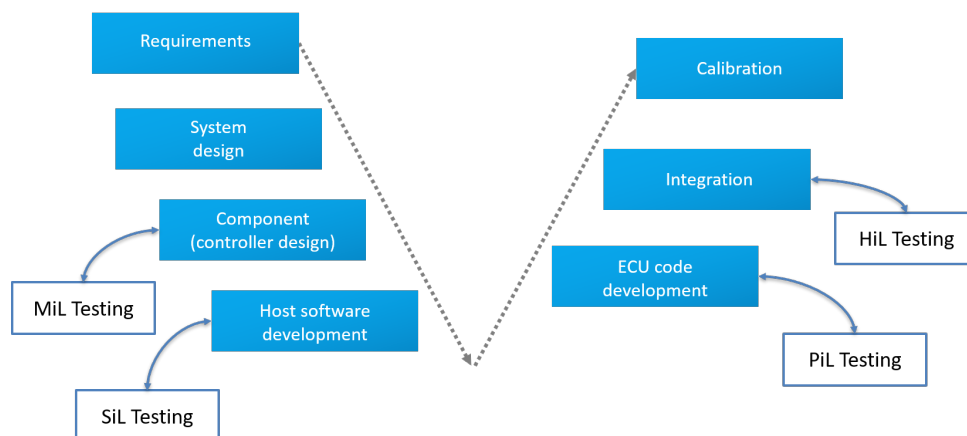 Requirements
System
design
Component
(controller design)
MiL Testing
Host software
development
SiL Testing
Calibration
Integration
HiL Testing
ECU code
development
PiL Testing